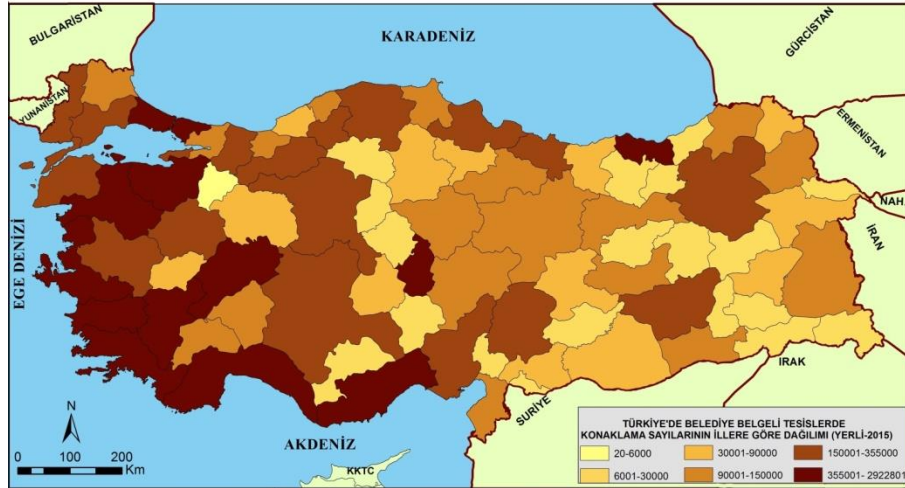 BULGARİSTAN
KARADENİZ
GÜRCİSTAN
YUNANİSTAN
ERMENİSTAN
NAH
İRAN
EGE DENİZİ
IRAK
SURİYE
N
AKDENİZ
KKTC
0 50 100 200
Km
TÜRKİYE'DE BELEDİYE BELGELİ TESİSLERDE
KONAKLAMA SAYILARININ İLLERE GÖRE DAĞILIMI (YERLİ-2015)
20-6000 30001-90000 150001-355000
6001-30000 90001-150000 355001- 2922801